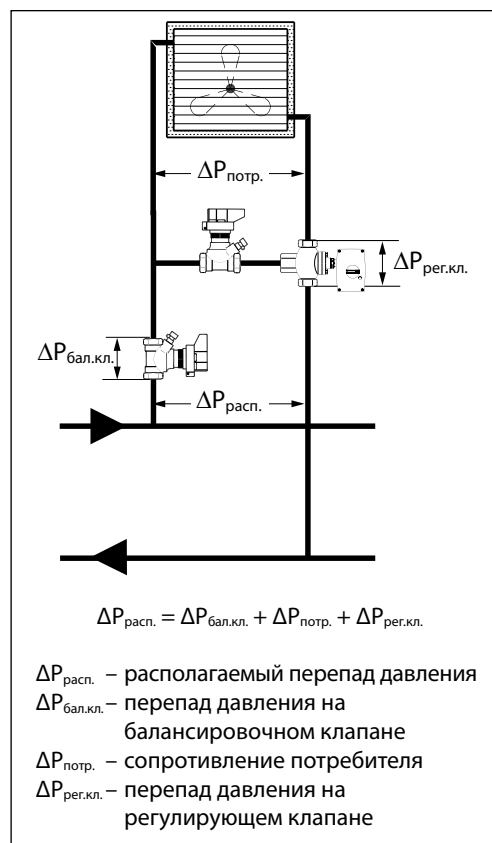 ΔPпотр.
ΔPрег.кл.
ΔPбал.кл.
ΔPрасп.
ΔPрасп. = ΔPбал.кл. + ΔPпотр. + ΔPрег.кл.
ΔPрасп. – располагаемый перепад давления
ΔPбал.кл. – перепад давления на
балансировочном клапане
ΔPпотр. – сопротивление потребителя
ΔPрег.кл. – перепад давления на
регулирующем клапане